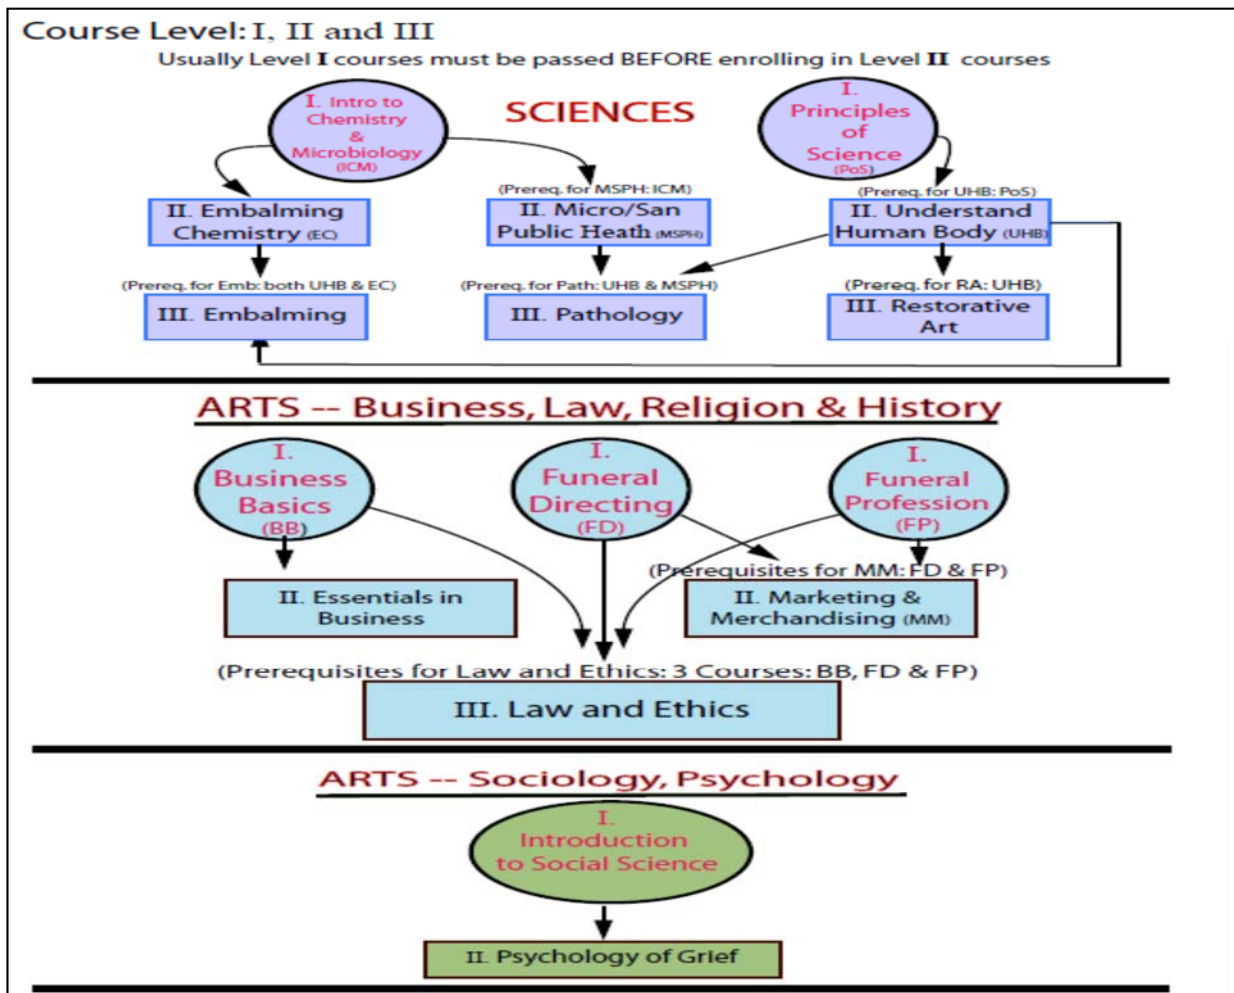 Course Level: I, II and III
Usually Level I courses must be passed BEFORE enrolling in Level II courses
SCIENCES
I. Intro to
Chemistry
&
Microbiology
(ICM)
I.
Principles
of
Science
(PoS)
(Prereq. for MSPH: ICM)
(Prereq. for UHB: PoS)
II. Embalming
Chemistry (EC)
II. Micro/San
Public Heath (MSPH)
II. Understand
Human Body (UHB)
(Prereq. for Emb: both UHB & EC)
(Prereq. for Path: UHB & MSPH)
(Prereq. for RA: UHB)
III. Embalming
III. Pathology
III. Restorative
Art
ARTS -- Business, Law, Religion & History
I.
Business
Basics
(BB)
I.
Funeral
Directing
(FD)
I.
Funeral
Profession
(FP)
(Prerequisites for MM: FD & FP)
II. Essentials in
Business
II. Marketing &
Merchandising (MM)
(Prerequisites for Law and Ethics: 3 Courses: BB, FD & FP)
III. Law and Ethics
ARTS -- Sociology, Psychology
I.
Introduction
to Social Science
II. Psychology of Grief